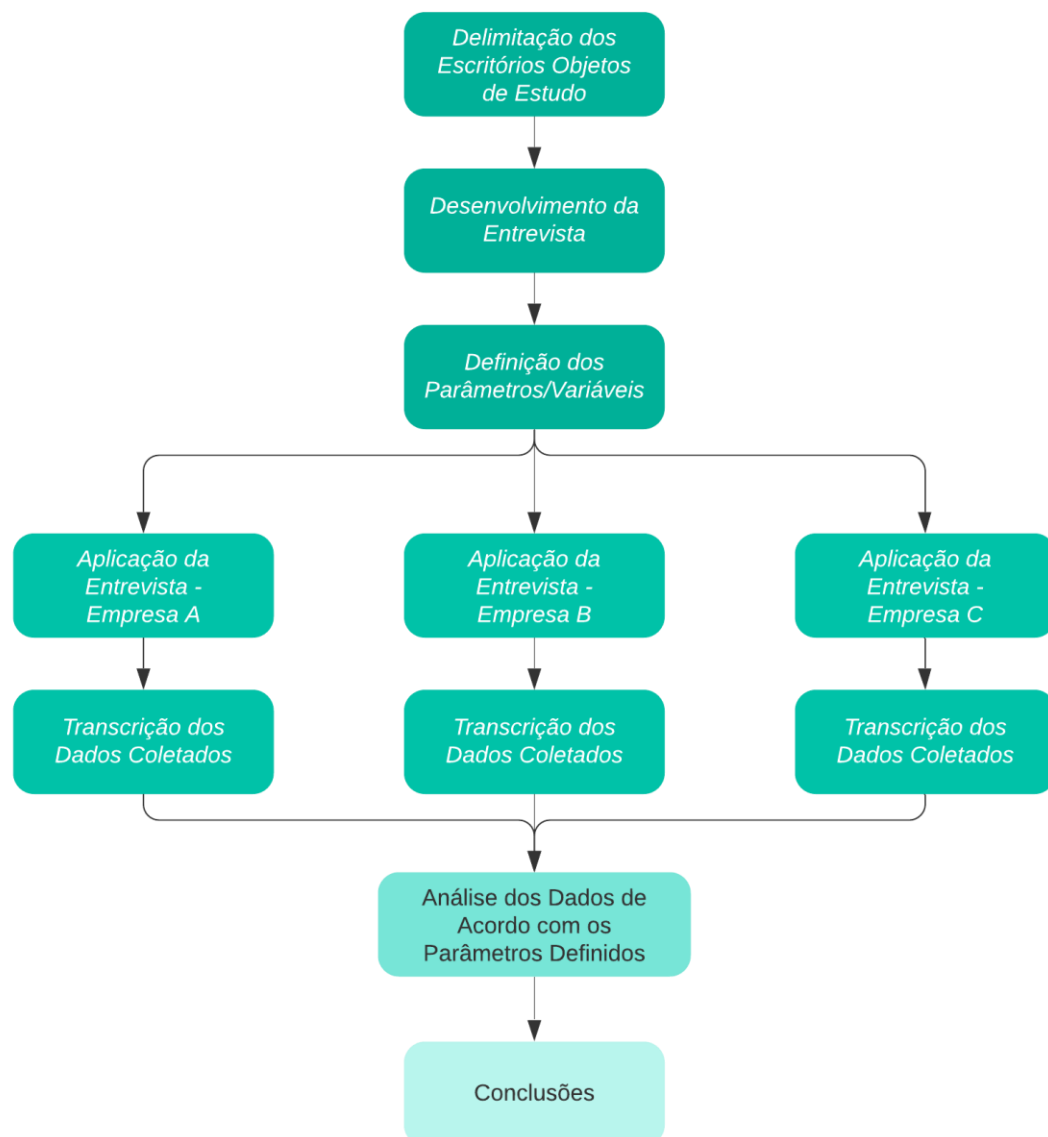 Delimitação dos
Escritórios Objetos
de Estudo
Desenvolvimento da
Entrevista
Definição dos
Parâmetros/Variáveis
Aplicação da
Entrevista -
Empresa A
Aplicação da
Entrevista -
Empresa B
Aplicação da
Entrevista -
Empresa C
Transcrição dos
Dados Coletados
Transcrição dos
Dados Coletados
Transcrição dos
Dados Coletados
Análise dos Dados de
Acordo com os
Parâmetros Definidos
Conclusões